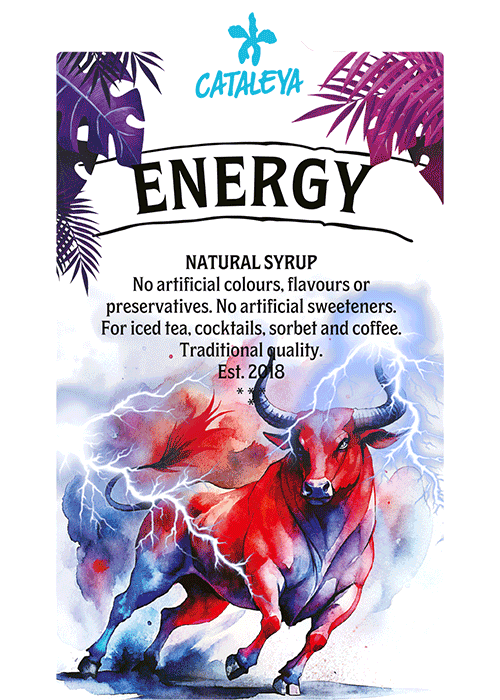 CATALEYA
ENERGY
NATURAL SYRUP
No artificial colours, flavours or
preservatives. No artificial sweeteners.
For iced tea, cocktails, sorbet and coffee.
Traditional quality.
Est. 2018
* * *
*